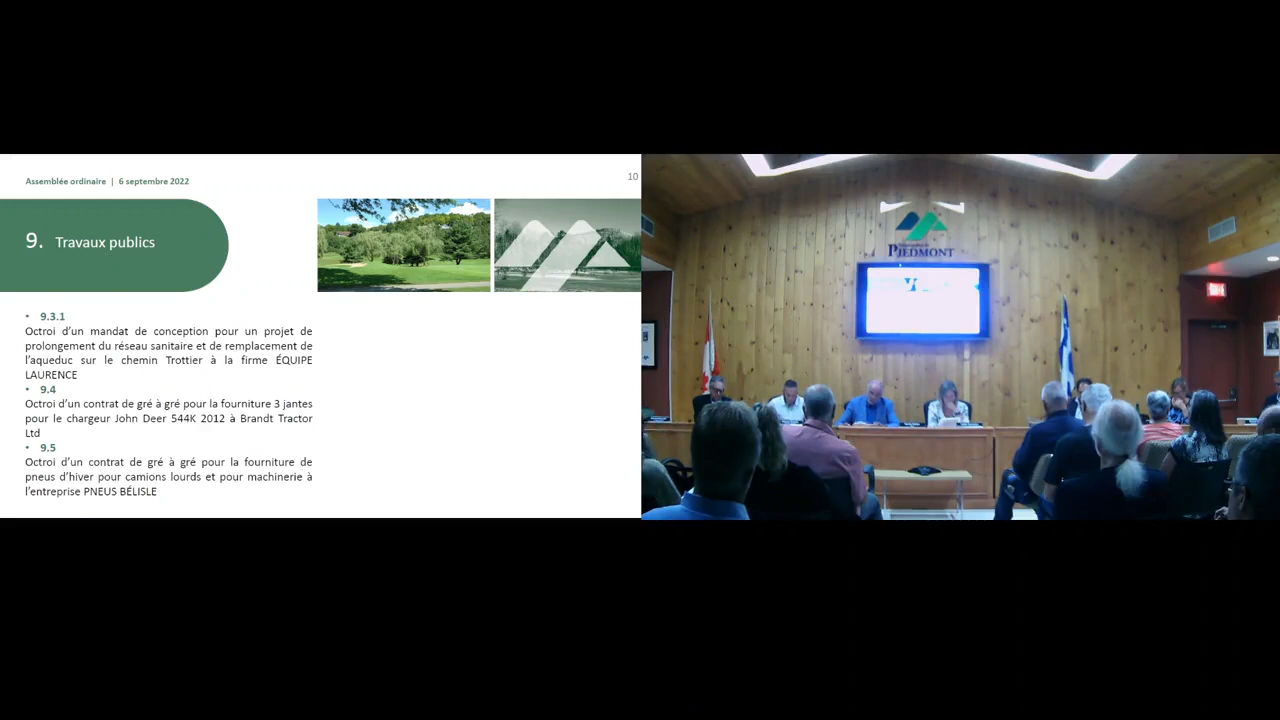 Assemblée ordinaire | 6 septembre 2022
10
9. Travaux publics
• 9.3.1
Octroi d’un mandat de conception pour un projet de
prolongement du réseau sanitaire et de remplacement de
l’aqueduc sur le chemin Trottier à la firme ÉQUIPE
LAURENCE
• 9.4
Octroi d’un contrat de gré à gré pour la fourniture 3 jantes
pour le chargeur John Deer 544K 2012 à Brandt Tractor
Ltd
• 9.5
Octroi d’un contrat de gré à gré pour la fourniture de
pneus d’hiver pour camions lourds et pour machinerie à
l’entreprise PNEUS BÉLISLE
PIEDMONT